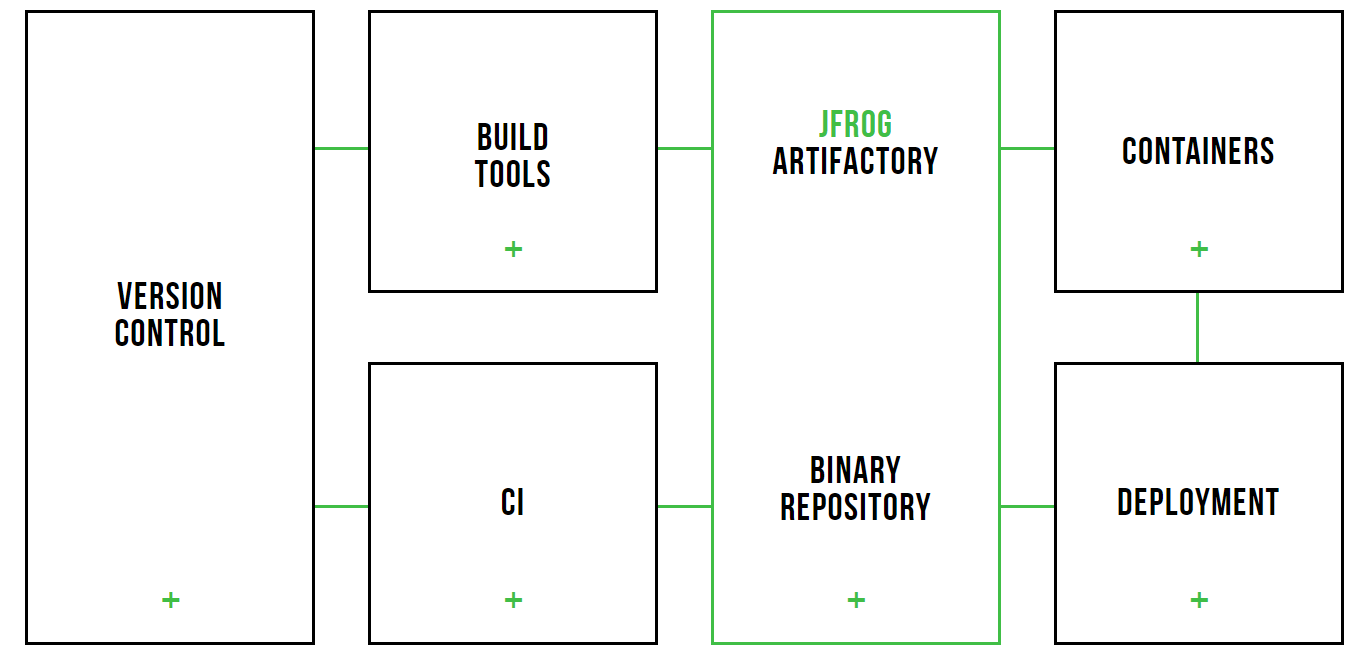 VERSION
CONTROL
+
BUILD
TOOLS
+
CI
+
JFROG
ARTIFACTORY
BINARY
REPOSITORY
+
CONTAINERS
+
DEPLOYMENT
+